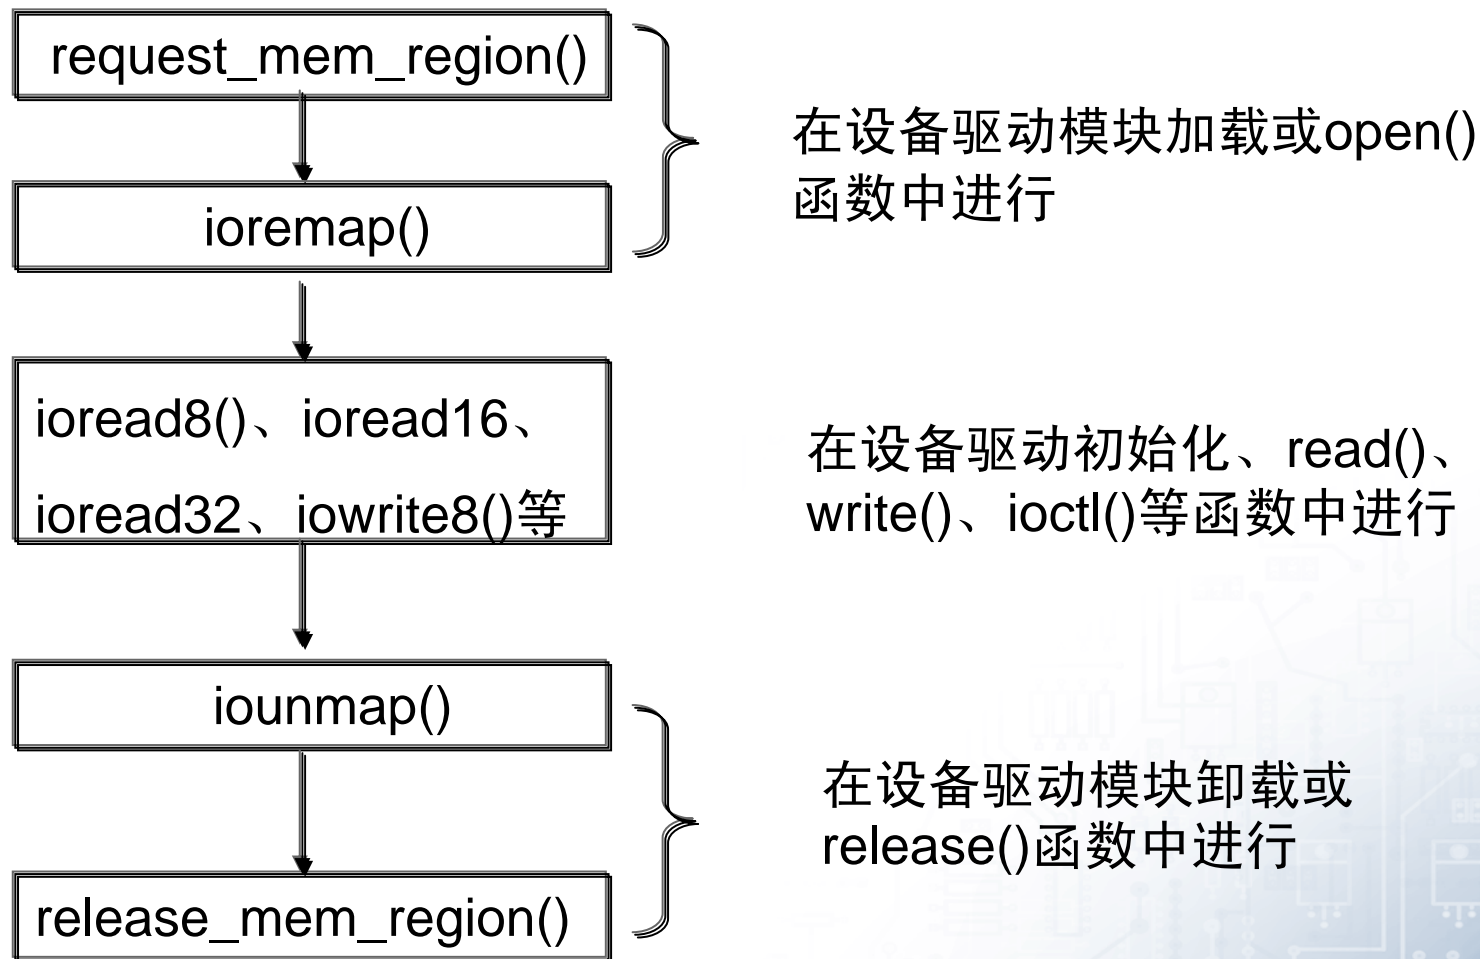 request_mem_region()
在设备驱动模块加载或open()
函数中进行
ioremap()
ioread8()、ioread16、
ioread32、iowrite8()等
在设备驱动初始化、read()、
write()、ioctl()等函数中进行
iounmap()
在设备驱动模块卸载或
release()函数中进行
release_mem_region()